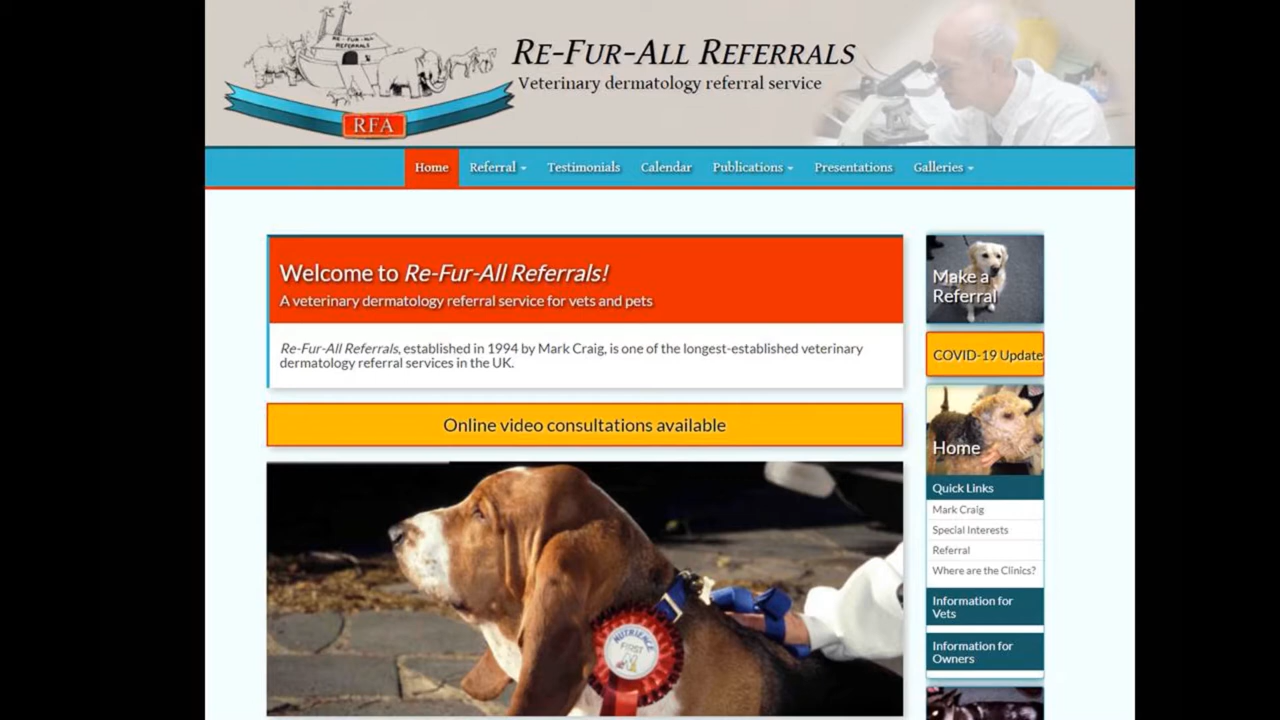 RE-FUR-ALL
REFERRALS
RFA
RE-FUR-ALL REFERRALS
Veterinary dermatology referral service
Home Referral Testimonials Calendar Publications Presentations Galleries
Welcome to Re-Fur-All Referrals!
A veterinary dermatology referral service for vets and pets
Re-Fur-All Referrals, established in 1994 by Mark Craig, is one of the longest-established veterinary
dermatology referral services in the UK.
Online video consultations available
NUTRIENCE
FIRST
Make a
Referral
COVID-19 Update
Home
Quick Links
Mark Craig
Special Interests
Referral
Where are the Clinics?
Information for
Vets
Information for
Owners